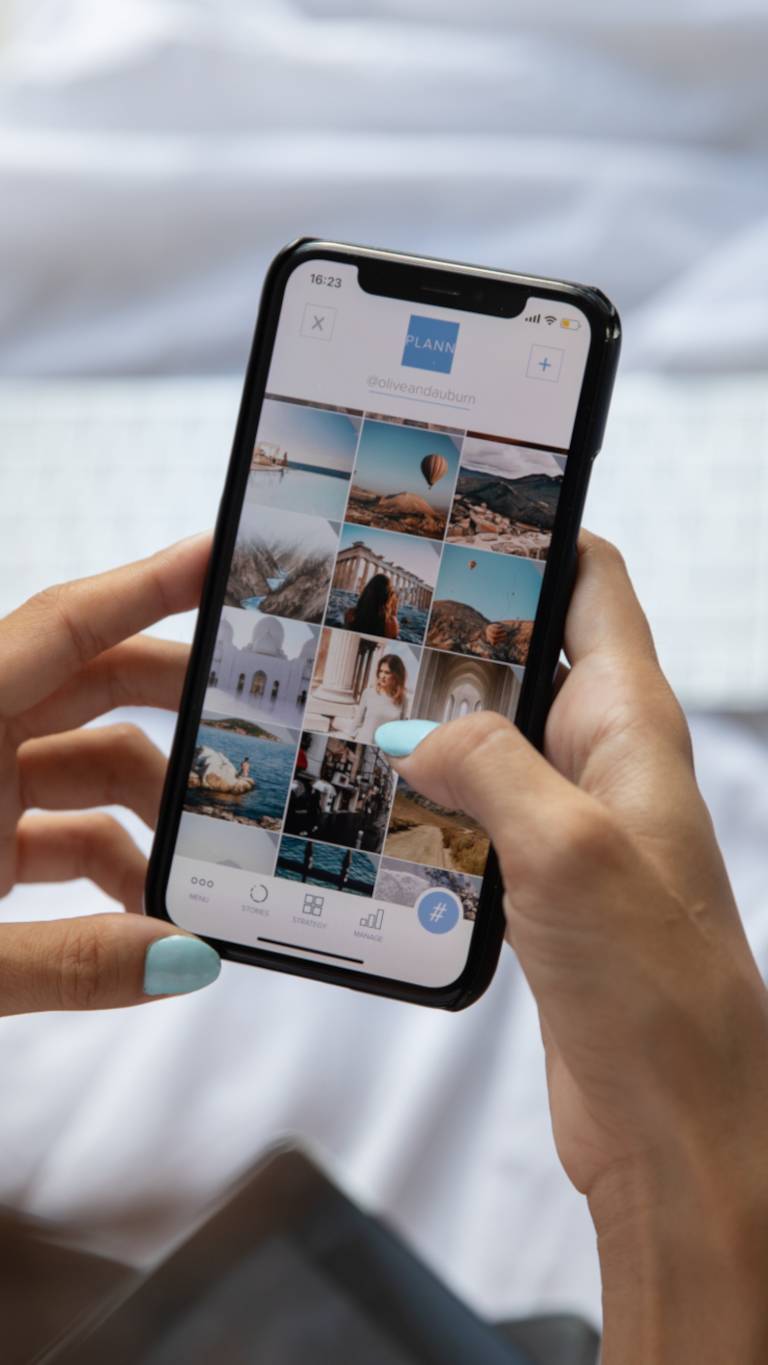 16:23
X
PLANN
+
@oliveandauburn
MENU
STORIES
STRATEGY
MANAGE
#